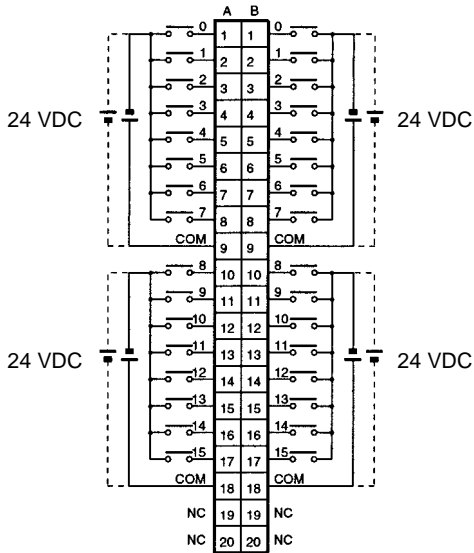 A B
0 1 1 0
1 2 2 1
2 3 3 2
24 VDC 3 4 4 3 24 VDC
4 5 5 4
5 6 6 5
6 7 7 6
7 8 8 7
COM 9 9 COM
8 10 10 8
9 11 11 9
10 12 12 10
24 VDC 11 13 13 11 24 VDC
12 14 14 12
13 15 15 13
14 16 16 14
15 17 17 15
COM 18 18 COM
NC 19 19 NC
NC 20 20 NC